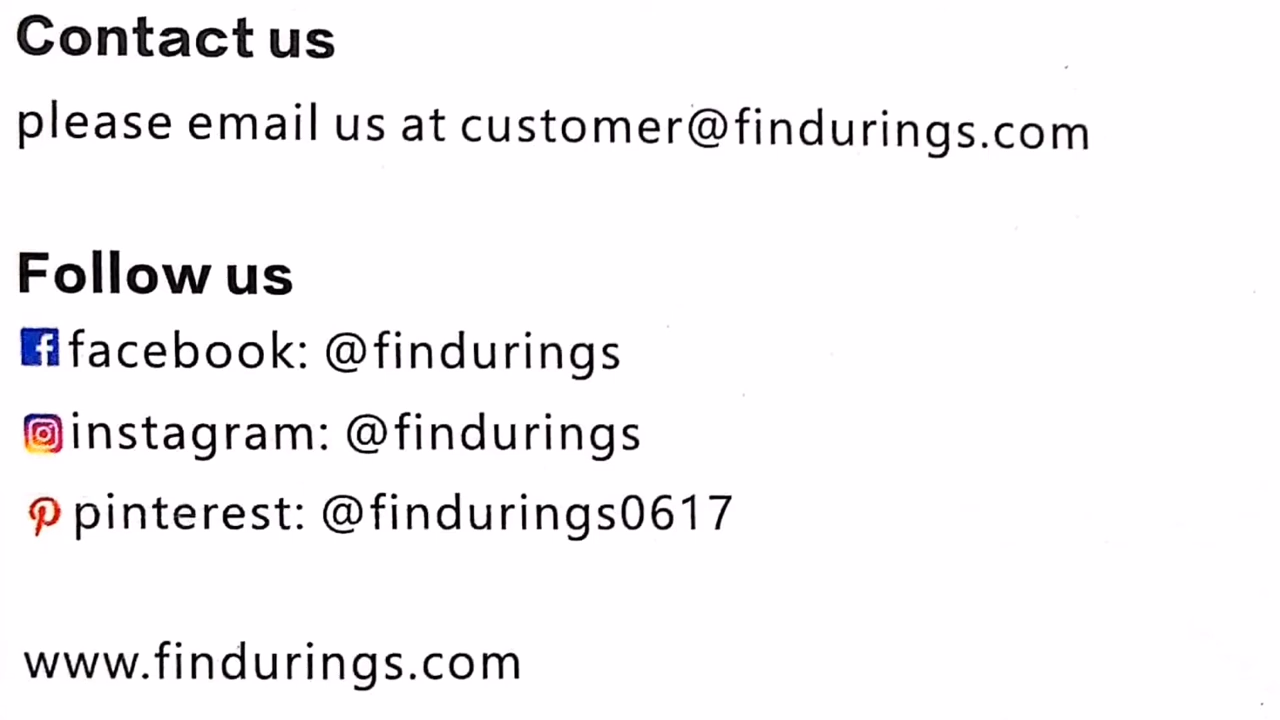 Contact us
please email us at customer@findurings.com
Follow us
facebook: @findurings
instagram: @findurings
pinterest: @findurings0617
www.findurings.com